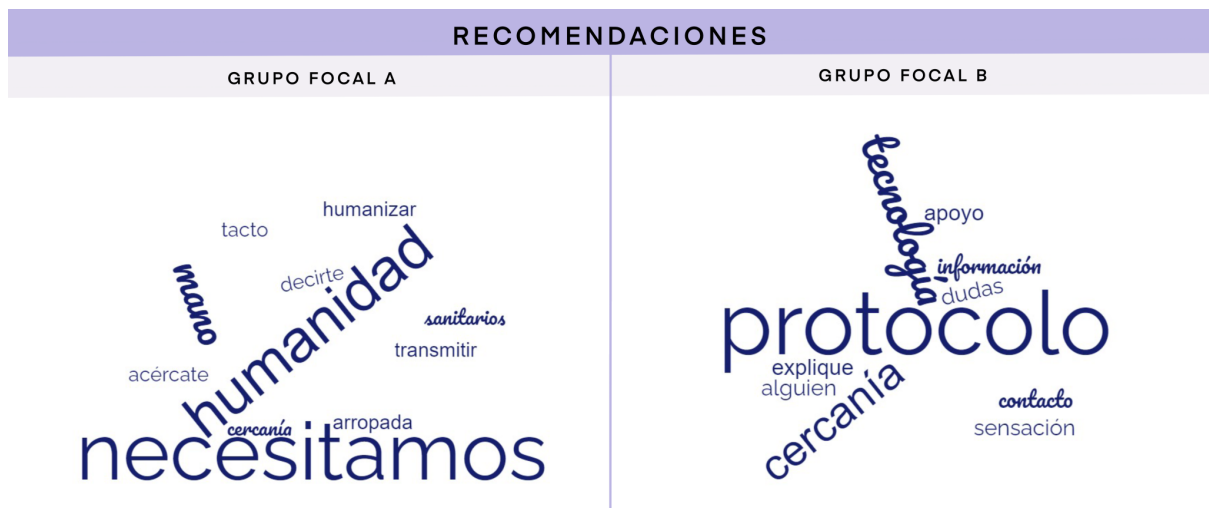 RECOMENDACIONES
GRUPO FOCAL A
humanizar
tacto
decirte
mano
humanidad
sanitarios
transmitir
acércate
cercanía
arropada
necesitamos
GRUPO FOCAL B
tecnología
apoyo
información
dudas
protocolo
explique
alguien
cercanía
contacto
sensación